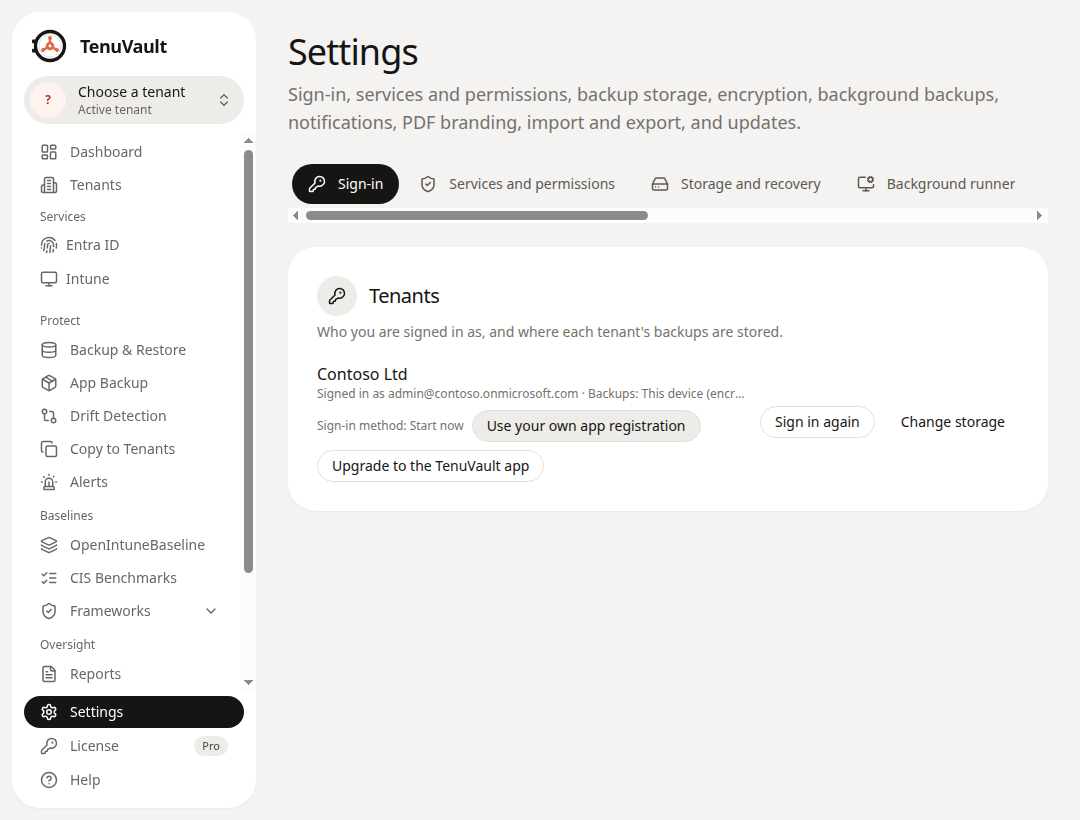 TenuVault
?
Choose a tenant
Active tenant
Dashboard
Tenants
Services
Entra ID
Intune
Protect
Backup & Restore
App Backup
Drift Detection
Copy to Tenants
Alerts
Baselines
OpenIntuneBaseline
CIS Benchmarks
Frameworks
Oversight
Reports
Settings
License Pro
Help
Settings
Sign-in, services and permissions, backup storage, encryption, background backups,
notifications, PDF branding, import and export, and updates.
Sign-in Services and permissions Storage and recovery Background runner
Tenants
Who you are signed in as, and where each tenant's backups are stored.
Contoso Ltd
Signed in as admin@contoso.onmicrosoft.com · Backups: This device (encr...
Sign-in method: Start now Use your own app registration
Upgrade to the TenuVault app
Sign in again Change storage